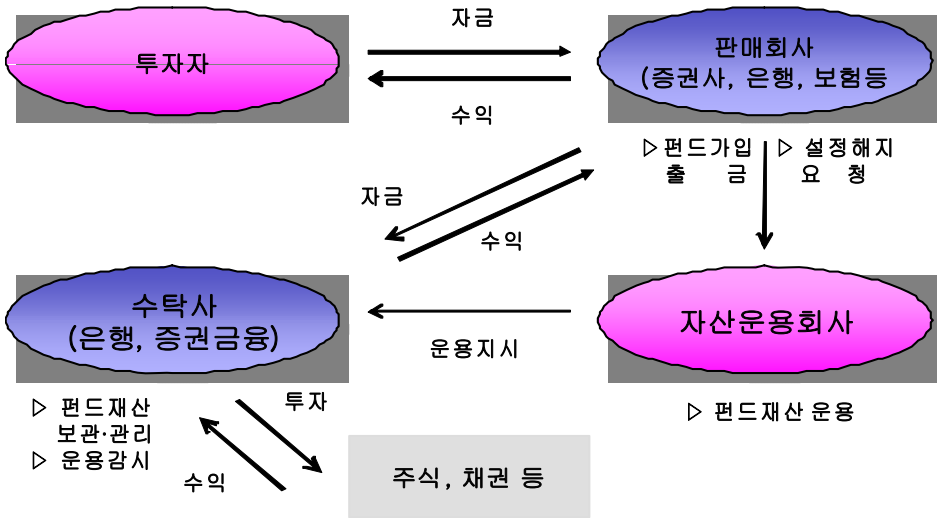 자금
투자자
판매회사
(증권사, 은행, 보험등
수익
▷펀드가입
출 금
▷ 설정해지
요 청
자금
수익
수탁사
(은행, 증권금융)
자산운용회사
운용지시
▷ 펀드재산
보관·관리
▷ 운용감시
투자
수익
▷ 펀드재산 운용
주식, 채권 등